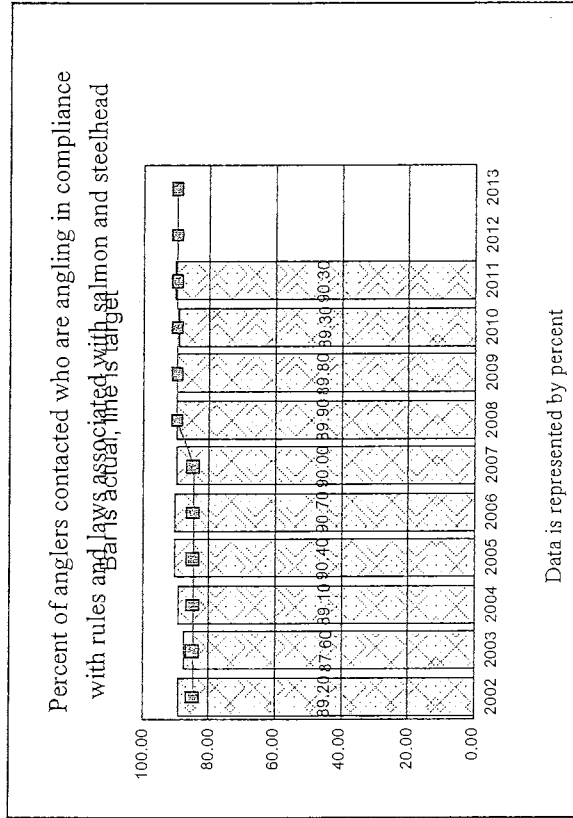 Percent of anglers contacted who are angling in compliance
with rules and laws associated with salmon and steelhead
Bar is actual, line is target
100.00
80.00
60.00
40.00
20.00
0.00
89.20 87.60 89.10 90.40 90.70 90.00 89.90 89.80 89.30 90.30
2002 2003 2004 2005 2006 2007 2008 2009 2010 2011 2012 2013
Data is represented by percent